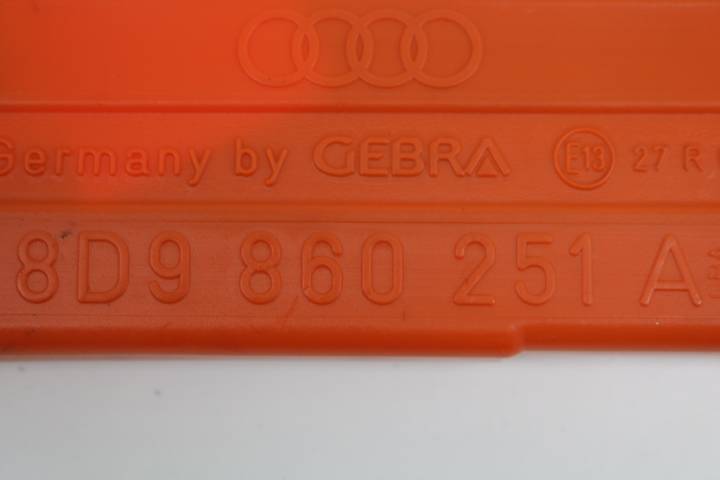 Germany by GEBRA E13 27 R
8D9 860 251 A